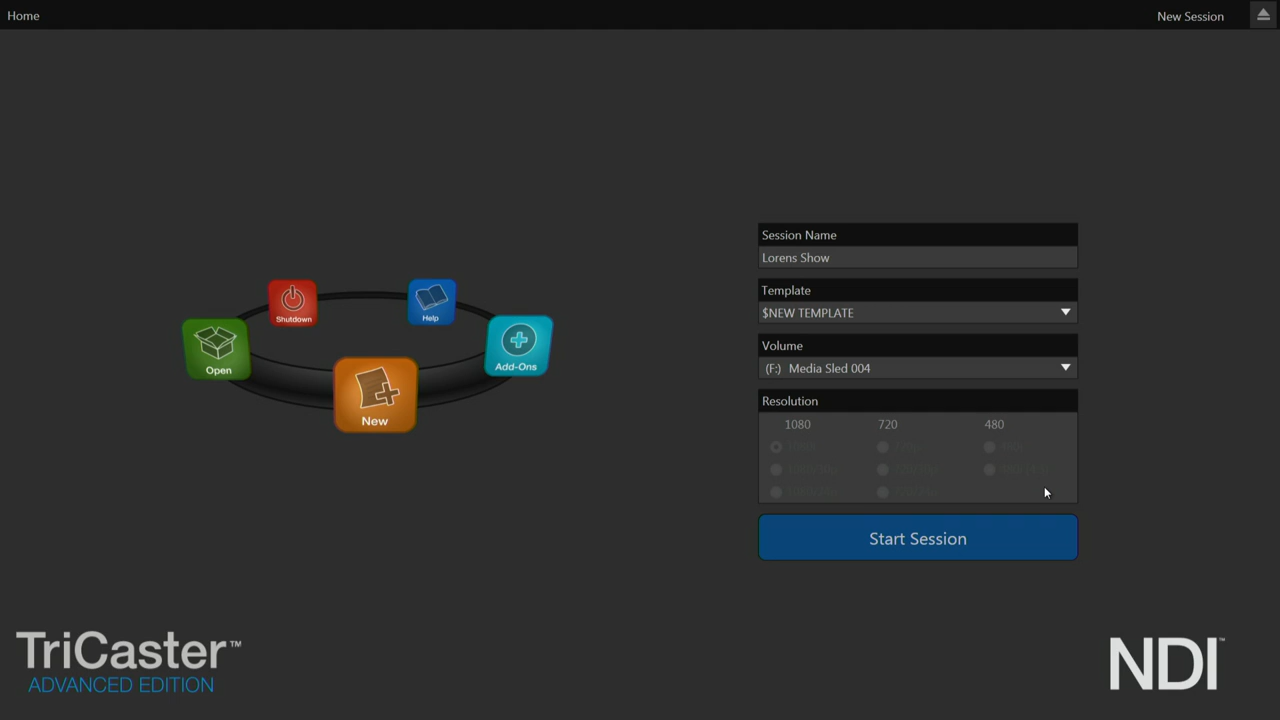 Home
New Session
Session Name
Lorens Show
Template
$NEW TEMPLATE
Volume
(F:) Media Sled 004
Resolution
1080 720 480
Start Session
Shutdown
Help
Open
Add-Ons
New
TriCaster™
ADVANCED EDITION
NDI™